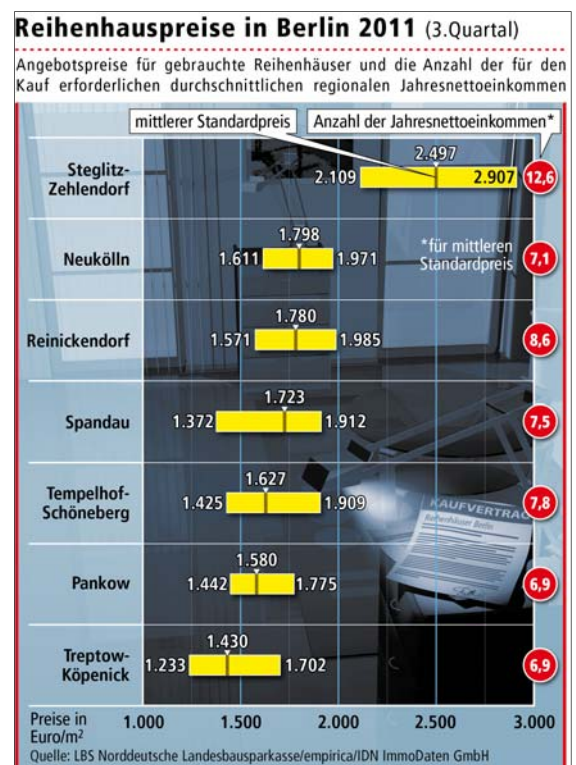 Reihenhauspreise in Berlin 2011 (3.Quartal)
Angebotspreise für gebrauchte Reihenhäuser und die Anzahl der für den
Kauf erforderlichen durchschnittlichen regionalen Jahresnettoeinkommen
mittlerer Standardpreis
Anzahl der Jahresnettoeinkommen*
Steglitz-
Zehlendorf
2.109 2.497 2.907 12,6
Neukölln
1.611 1.798 1.971 7,1
*für mittleren
Standardpreis
Reinickendorf
1.571 1.780 1.985 8,6
Spandau
1.372 1.723 1.912 7,5
Tempelhof-
Schöneberg
1.425 1.627 1.909 7,8
KAUFVERTRAG
Reihenhäuser Berlin
Pankow
1.442 1.580 1.775 6,9
Treptow-
Köpenick
1.233 1.430 1.702 6,9
Preise in
Euro/m²
1.000 1.500 2.000 2.500 3.000
Quelle: LBS Norddeutsche Landesbausparkasse/empirica/IDN ImmoDaten GmbH